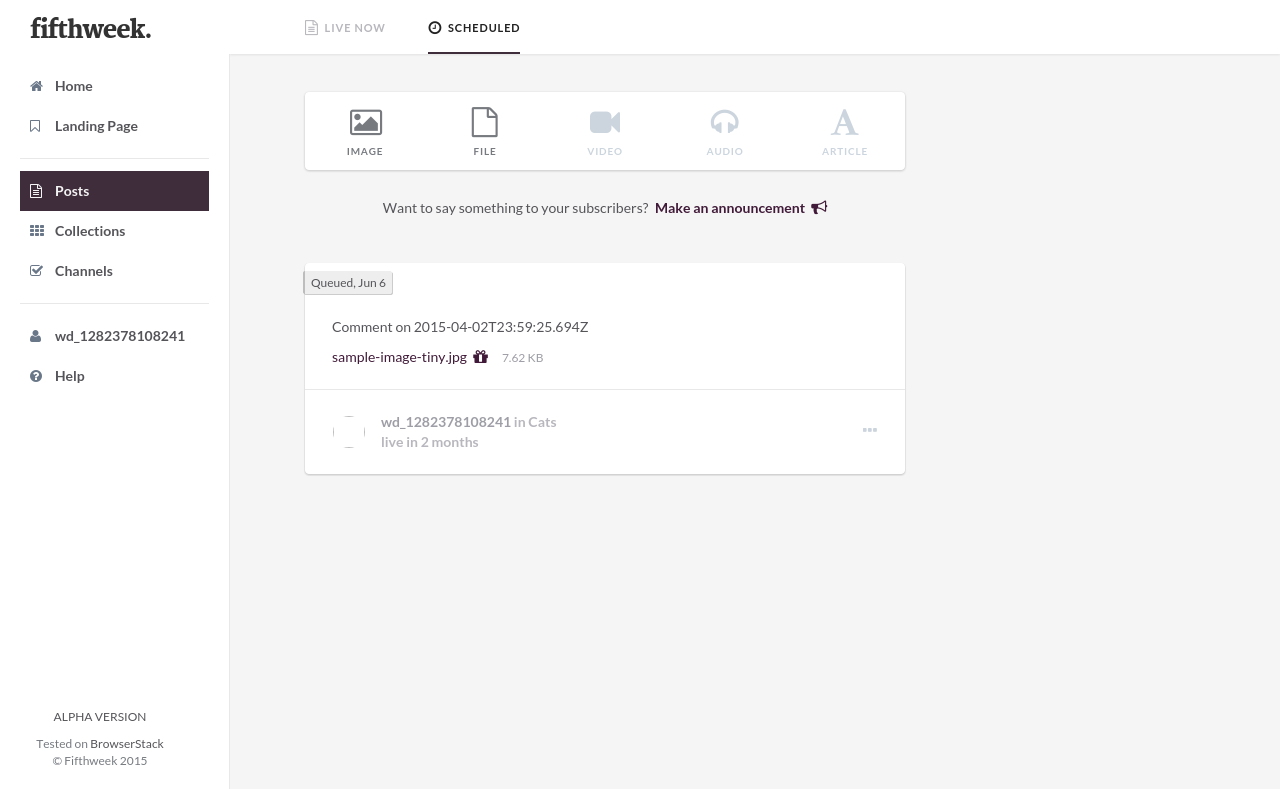 fifthweek.
LIVE NOW
SCHEDULED
Home
Landing Page
Posts
Collections
Channels
wd_1282378108241
Help
IMAGE
FILE
VIDEO
AUDIO
ARTICLE
Want to say something to your subscribers? Make an announcement
Queued, Jun 6
Comment on 2015-04-02T23:59:25.694Z
sample-image-tiny.jpg 7.62 KB
wd_1282378108241 in Cats
live in 2 months
ALPHA VERSION
Tested on BrowserStack
© Fifthweek 2015